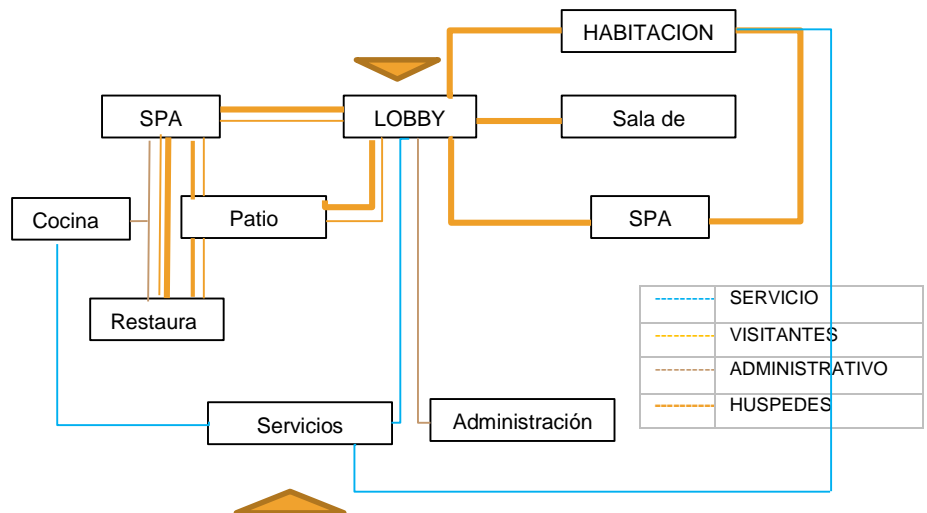 HABITACION
SPA
LOBBY
Sala de
Cocina
Patio
SPA
Restaura
SERVICIO
VISITANTES
ADMINISTRATIVO
HUSPEDES
Servicios
Administración